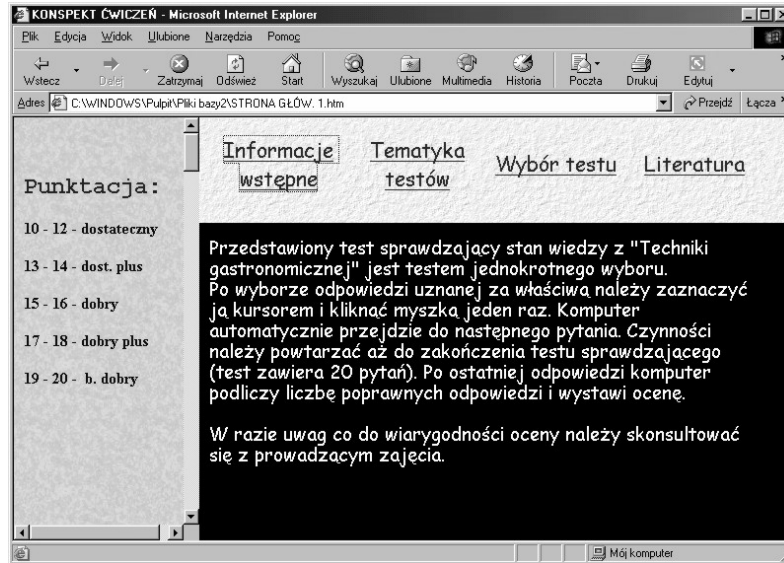 KONSPEKT ĆWICZEŃ - Microsoft Internet Explorer
Plik Edycja Widok Ulubione Narzędzia Pomoc
Wstecz Dalej Zatrzymaj Odśwież Start Wyszukaj Ulubione Multimedia Historia Poczta Drukuj Edytuj
Adres C:\WINDOWS\Pulpit\Pliki bazy2\STRONA GŁÓW. 1.htm Przejdź Łącza
Informacje wstępne
Tematyka testów
Wybór testu
Literatura
Punktacja:
10 - 12 - dostateczny
13 - 14 - dost. plus
15 - 16 - dobry
17 - 18 - dobry plus
19 - 20 - b. dobry
Przedstawiony test sprawdzający stan wiedzy z "Techniki
gastronomicznej" jest testem jednokrotnego wyboru.
Po wyborze odpowiedzi uznanej za właściwą należy zaznaczyć
ją kursorem i kliknąć myszką jeden raz. Komputer
automatycznie przejdzie do następnego pytania. Czynności
należy powtarzać aż do zakończenia testu sprawdzającego
(test zawiera 20 pytań). Po ostatniej odpowiedzi komputer
podliczy liczbę poprawnych odpowiedzi i wystawi ocenę.
W razie uwag co do wiarygodności oceny należy skonsultować
się z prowadzącym zajęcia.
Mój komputer